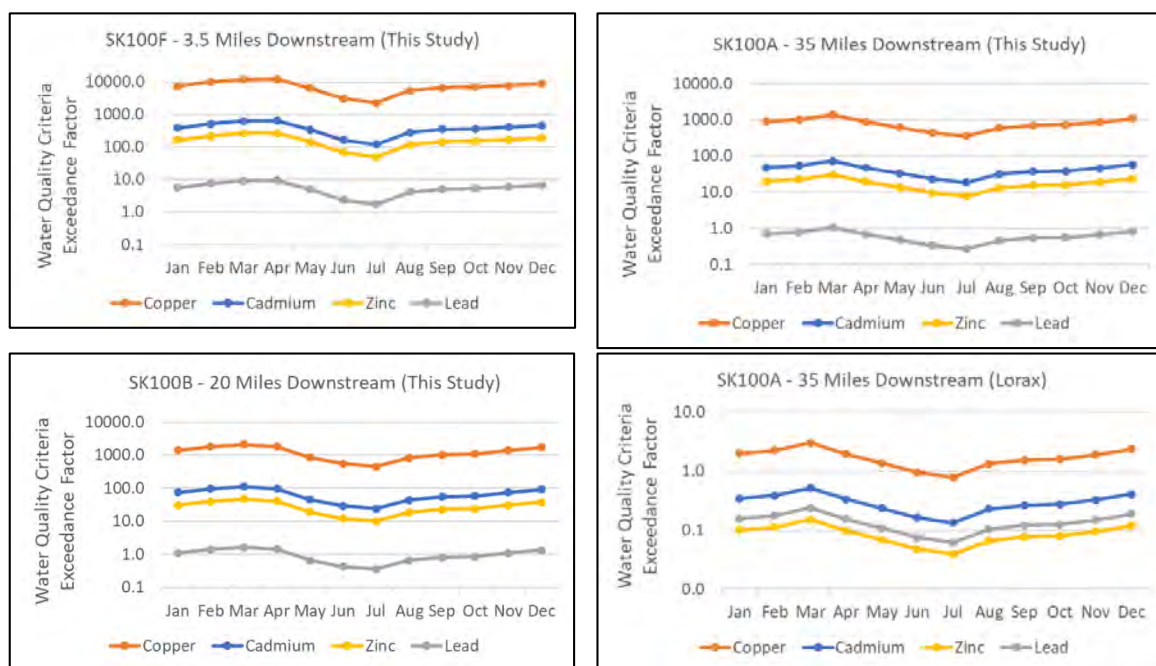 SK100F - 3.5 Miles Downstream (This Study)
Water Quality Criteria
Exceedance Factor
10000.0
1000.0
100.0
10.0
1.0
0.1
Jan Feb Mar Apr May Jun Jul Aug Sep Oct Nov Dec
Copper Cadmium Zinc Lead
SK100A - 35 Miles Downstream (This Study)
Water Quality Criteria
Exceedance Factor
10000.0
1000.0
100.0
10.0
1.0
0.1
Jan Feb Mar Apr May Jun Jul Aug Sep Oct Nov Dec
Copper Cadmium Zinc Lead
SK100B - 20 Miles Downstream (This Study)
Water Quality Criteria
Exceedance Factor
10000.0
1000.0
100.0
10.0
1.0
0.1
Jan Feb Mar Apr May Jun Jul Aug Sep Oct Nov Dec
Copper Cadmium Zinc Lead
SK100A - 35 Miles Downstream (Lorax)
Water Quality Criteria
Exceedance Factor
10.0
1.0
0.1
0.0
Jan Feb Mar Apr May Jun Jul Aug Sep Oct Nov Dec
Copper Cadmium Zinc Lead